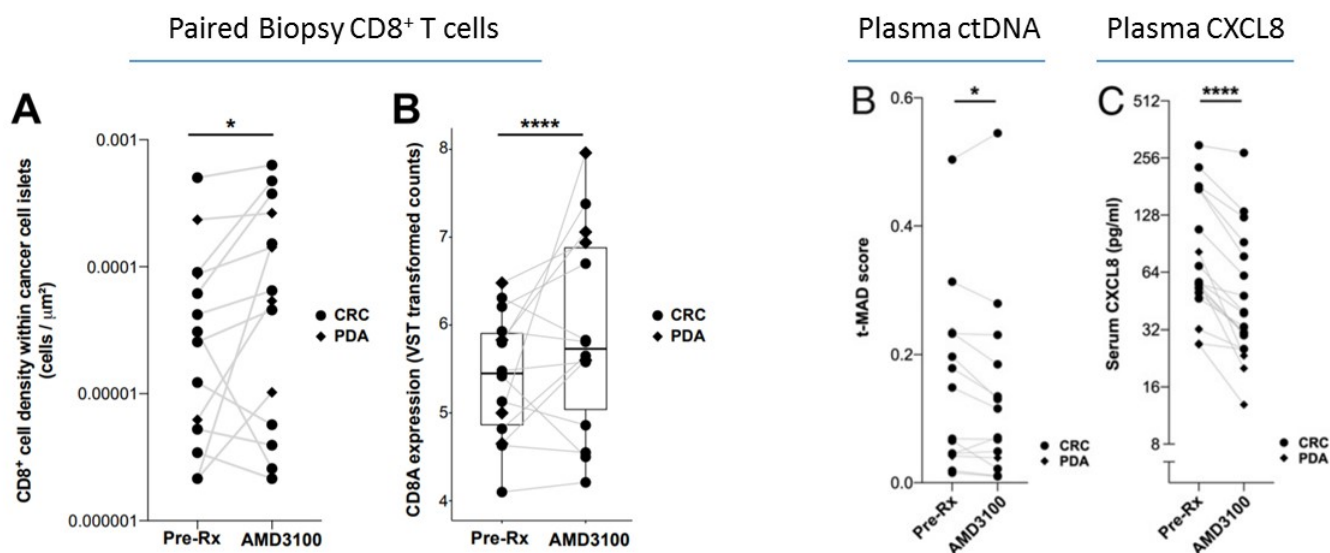 Paired Biopsy CD8⁺ T cells
Plasma ctDNA
Plasma CXCL8
A
*
0.001
0.0001
0.00001
0.000001
CD8⁺ cell density within cancer cell islets
(cells / μm²)
Pre-Rx
AMD3100
CRC
PDA
B
****
8
7
6
5
4
CD8A expression (VST transformed counts)
Pre-Rx
AMD3100
CRC
PDA
B
*
0.6
0.4
0.2
0.0
t-MAD score
Pre-Rx
AMD3100
CRC
PDA
C
****
512
256
128
64
32
16
8
Serum CXCL8 (pg/ml)
Pre-Rx
AMD3100
CRC
PDA